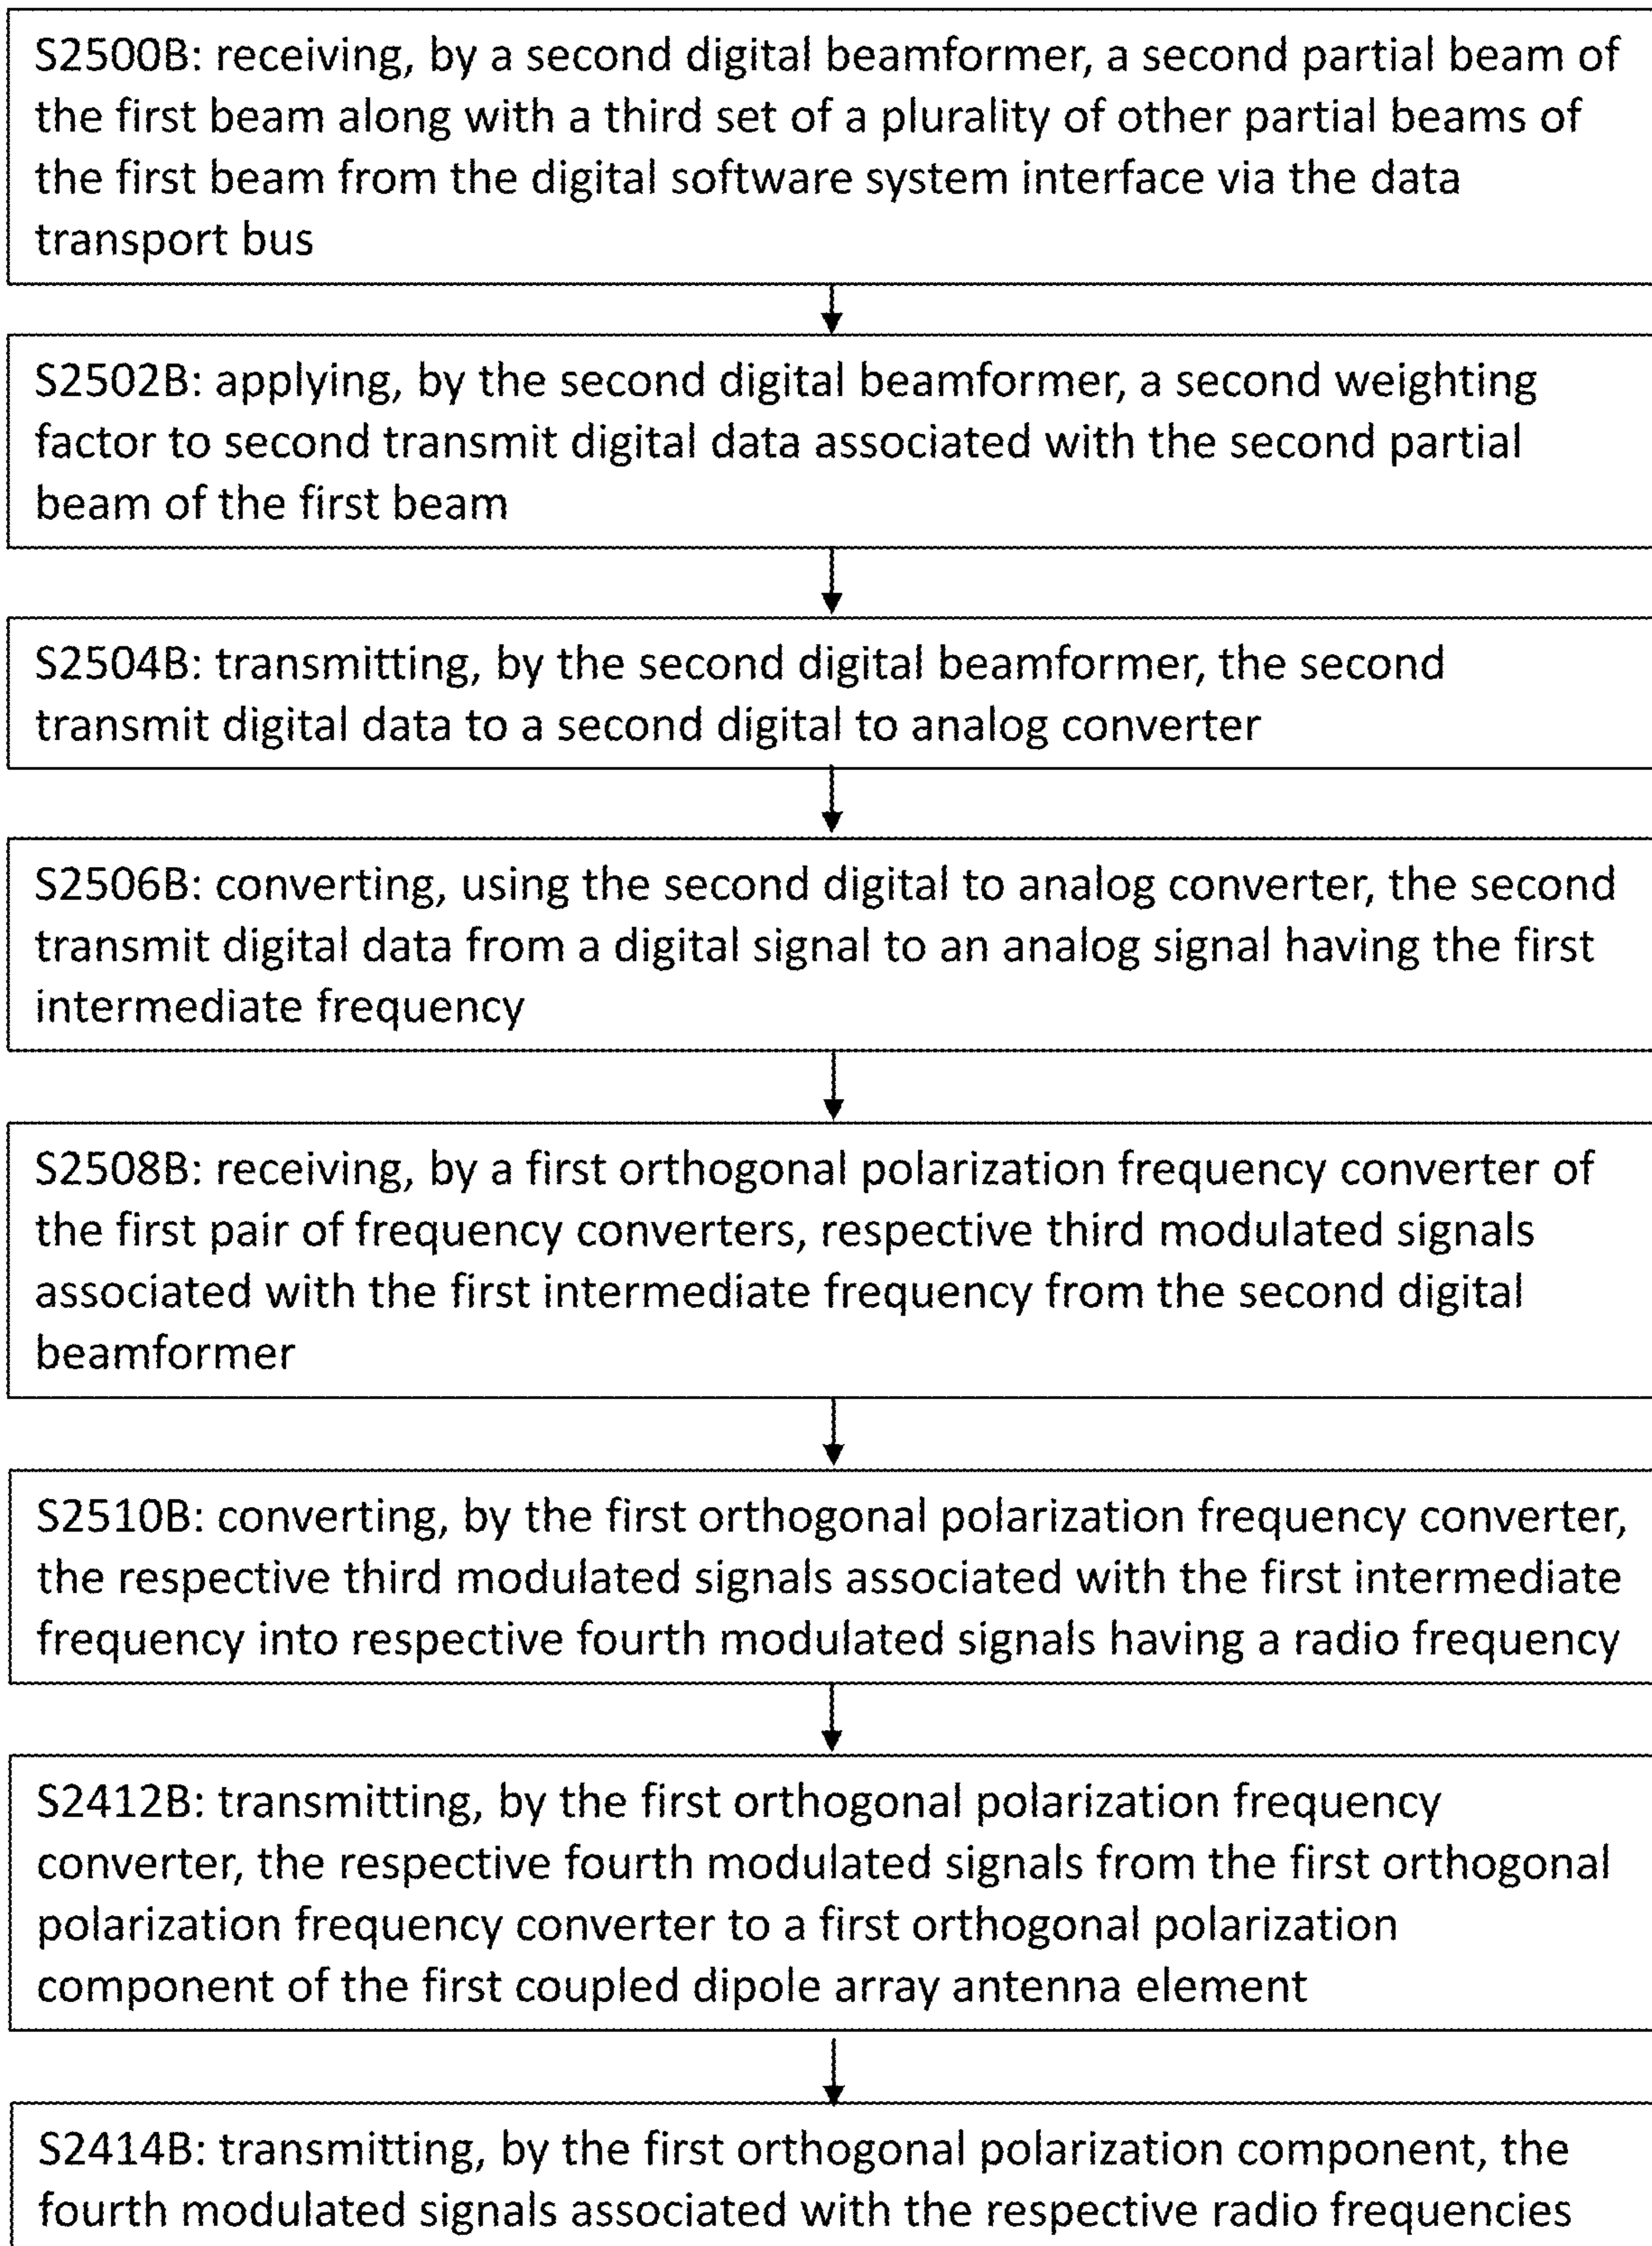 S2500B: receiving, by a second digital beamformer, a second partial beam of
the first beam along with a third set of a plurality of other partial beams of
the first beam from the digital software system interface via the data
transport bus
S2502B: applying, by the second digital beamformer, a second weighting
factor to second transmit digital data associated with the second partial
beam of the first beam
S2504B: transmitting, by the second digital beamformer, the second
transmit digital data to a second digital to analog converter
S2506B: converting, using the second digital to analog converter, the second
transmit digital data from a digital signal to an analog signal having the first
intermediate frequency
S2508B: receiving, by a first orthogonal polarization frequency converter of
the first pair of frequency converters, respective third modulated signals
associated with the first intermediate frequency from the second digital
beamformer
S2510B: converting, by the first orthogonal polarization frequency converter,
the respective third modulated signals associated with the first intermediate
frequency into respective fourth modulated signals having a radio frequency
S2412B: transmitting, by the first orthogonal polarization frequency
converter, the respective fourth modulated signals from the first orthogonal
polarization frequency converter to a first orthogonal polarization
component of the first coupled dipole array antenna element
S2414B: transmitting, by the first orthogonal polarization component, the
fourth modulated signals associated with the respective radio frequencies